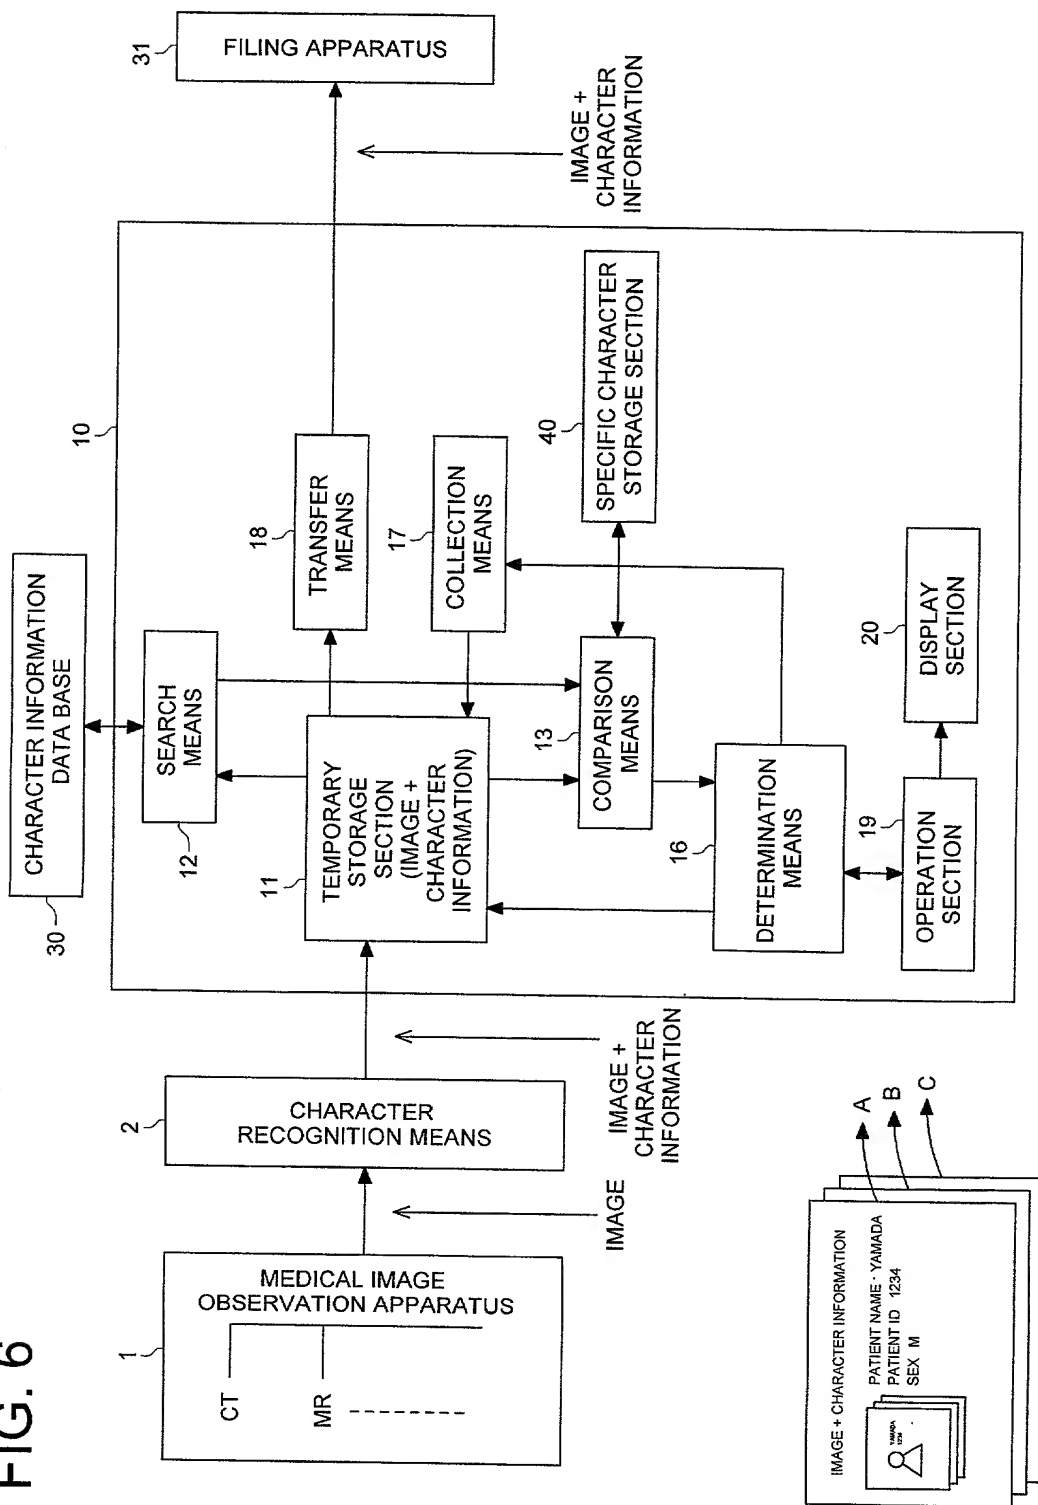 FIG. 6
1
MEDICAL IMAGE
OBSERVATION APPARATUS
CT
MR
IMAGE
2
CHARACTER
RECOGNITION MEANS
IMAGE +
CHARACTER
INFORMATION
30
CHARACTER INFORMATION
DATA BASE
10
12
SEARCH
MEANS
11
TEMPORARY
STORAGE
SECTION
(IMAGE +
CHARACTER
INFORMATION)
18
TRANSFER
MEANS
17
COLLECTION
MEANS
13
COMPARISON
MEANS
40
SPECIFIC CHARACTER
STORAGE SECTION
16
DETERMINATION
MEANS
19
OPERATION
SECTION
20
DISPLAY
SECTION
31
FILING APPARATUS
IMAGE +
CHARACTER
INFORMATION
IMAGE + CHARACTER INFORMATION
PATIENT NAME · YAMADA
PATIENT ID 1234
SEX M
YAMADA
1234
A
B
C